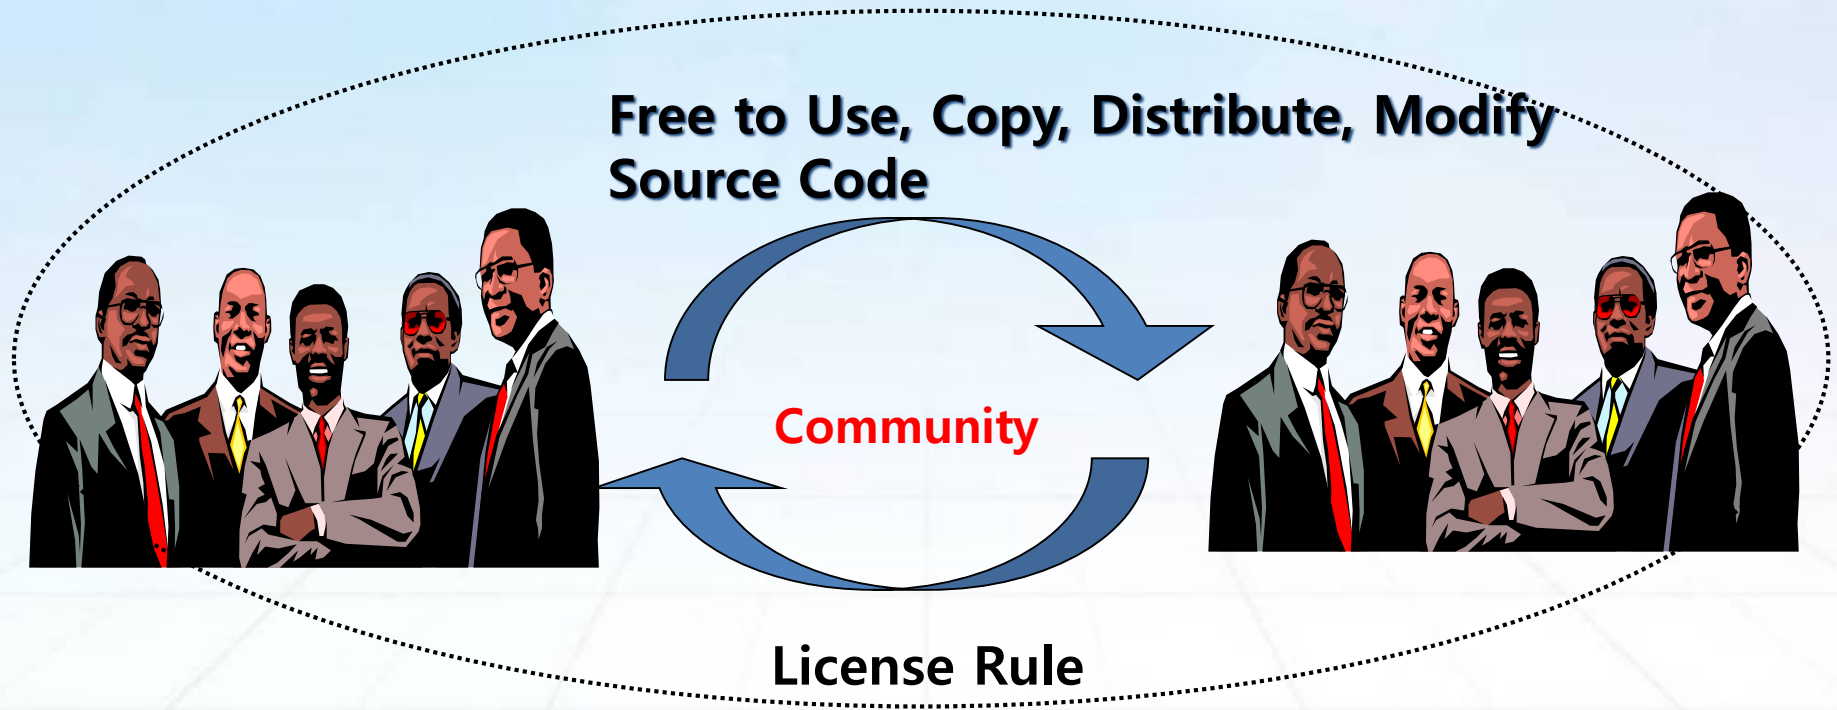 Free to Use, Copy, Distribute, Modify
Source Code
Community
License Rule